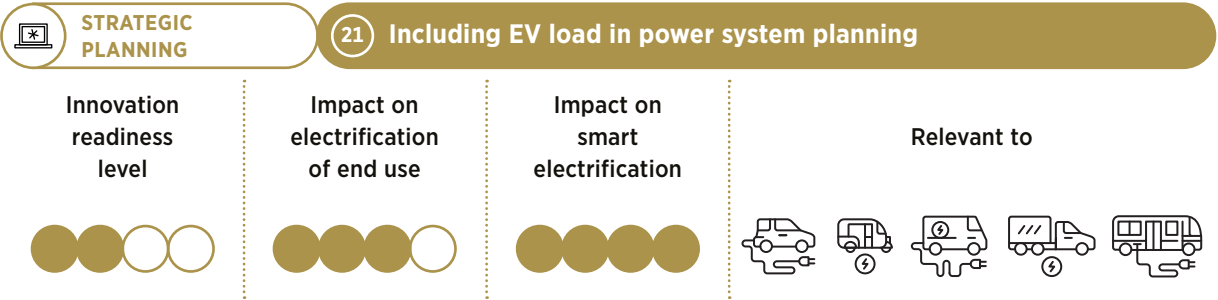 STRATEGIC
PLANNING
21 Including EV load in power system planning
Innovation
readiness
level
Impact on
electrification
of end use
Impact on
smart
electrification
Relevant to